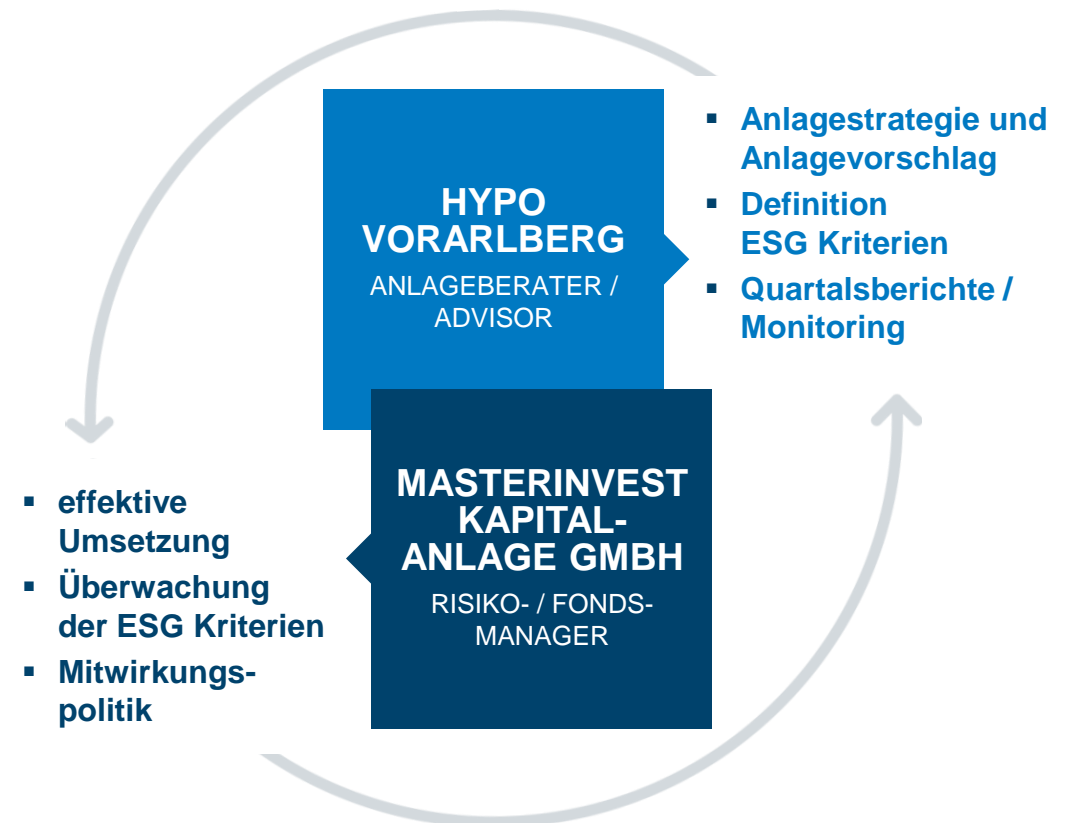 HYPO
VORARLBERG
ANLAGEBERATER /
ADVISOR
▪ Anlagestrategie und
Anlagevorschlag
▪ Definition
ESG Kriterien
▪ Quartalsberichte /
Monitoring
MASTERINVEST
KAPITAL-
ANLAGE GMBH
RISIKO- / FONDS-
MANAGER
▪ effektive
Umsetzung
▪ Überwachung
der ESG Kriterien
▪ Mitwirkungs-
politik